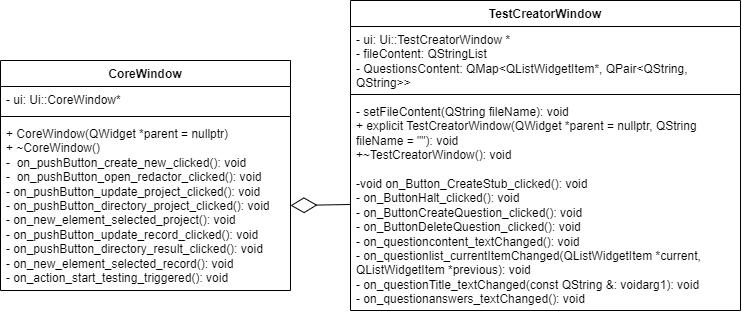 CoreWindow
- ui: Ui::CoreWindow*
+ CoreWindow(QWidget *parent = nullptr)
+ ~CoreWindow()
- on_pushButton_create_new_clicked(): void
- on_pushButton_open_redactor_clicked(): void
- on_pushButton_update_project_clicked(): void
- on_pushButton_directory_project_clicked(): void
- on_new_element_selected_project(): void
- on_pushButton_update_record_clicked(): void
- on_pushButton_directory_result_clicked(): void
- on_new_element_selected_record(): void
- on_action_start_testing_triggered(): void
TestCreatorWindow
- ui: Ui::TestCreatorWindow *
- fileContent: QStringList
- QuestionsContent: QMap<QListWidgetItem*, QPair<QString,
QString>>
- setFileContent(QString fileName): void
+ explicit TestCreatorWindow(QWidget *parent = nullptr, QString
fileName = ""): void
+~TestCreatorWindow(): void
-void on_Button_CreateStub_clicked(): void
- on_ButtonHalt_clicked(): void
- on_ButtonCreateQuestion_clicked(): void
- on_ButtonDeleteQuestion_clicked(): void
- on_questioncontent_textChanged(): void
- on_questionlist_currentItemChanged(QListWidgetItem *current,
QListWidgetItem *previous): void
- on_questionTitle_textChanged(const QString &: voidarg1): void
- on_questionanswers_textChanged(): void